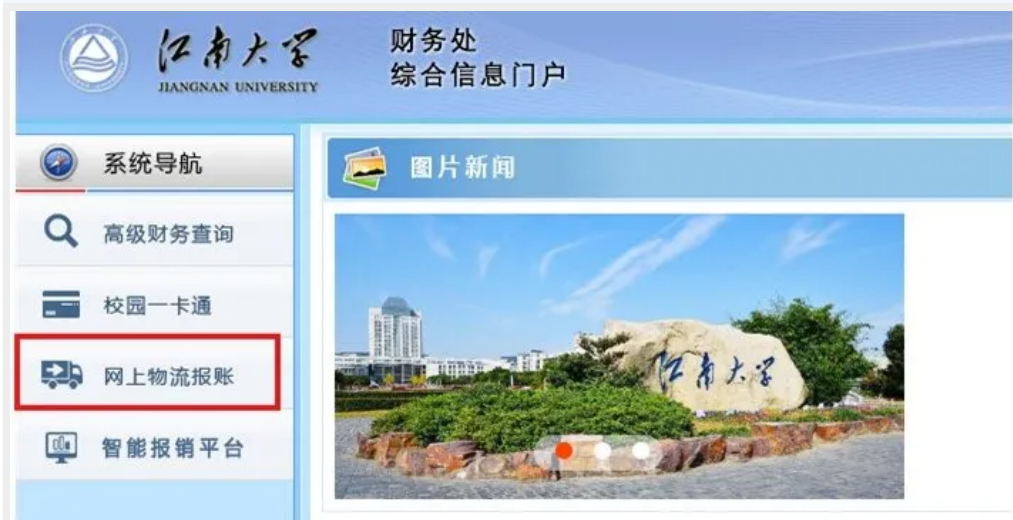 江南大学
JIANGNAN UNIVERSITY
财务处
综合信息门户
系统导航
图片新闻
高级财务查询
校园一卡通
网上物流报账
智能报销平台
江南大学